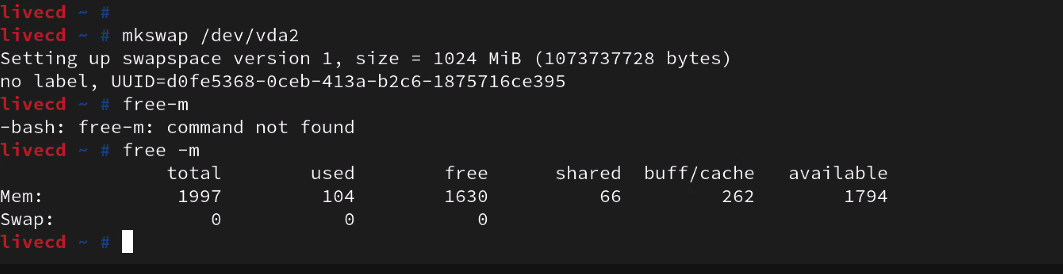 livecd ~ #
livecd ~ # mkswap /dev/vda2
Setting up swapspace version 1, size = 1024 MiB (1073737728 bytes)
no label, UUID=d0fe5368-0ceb-413a-b2c6-1875716ce395
livecd ~ # free-m
-bash: free-m: command not found
livecd ~ # free -m
total used free shared buff/cache available
Mem: 1997 104 1630 66 262 1794
Swap: 0 0 0
livecd ~ #